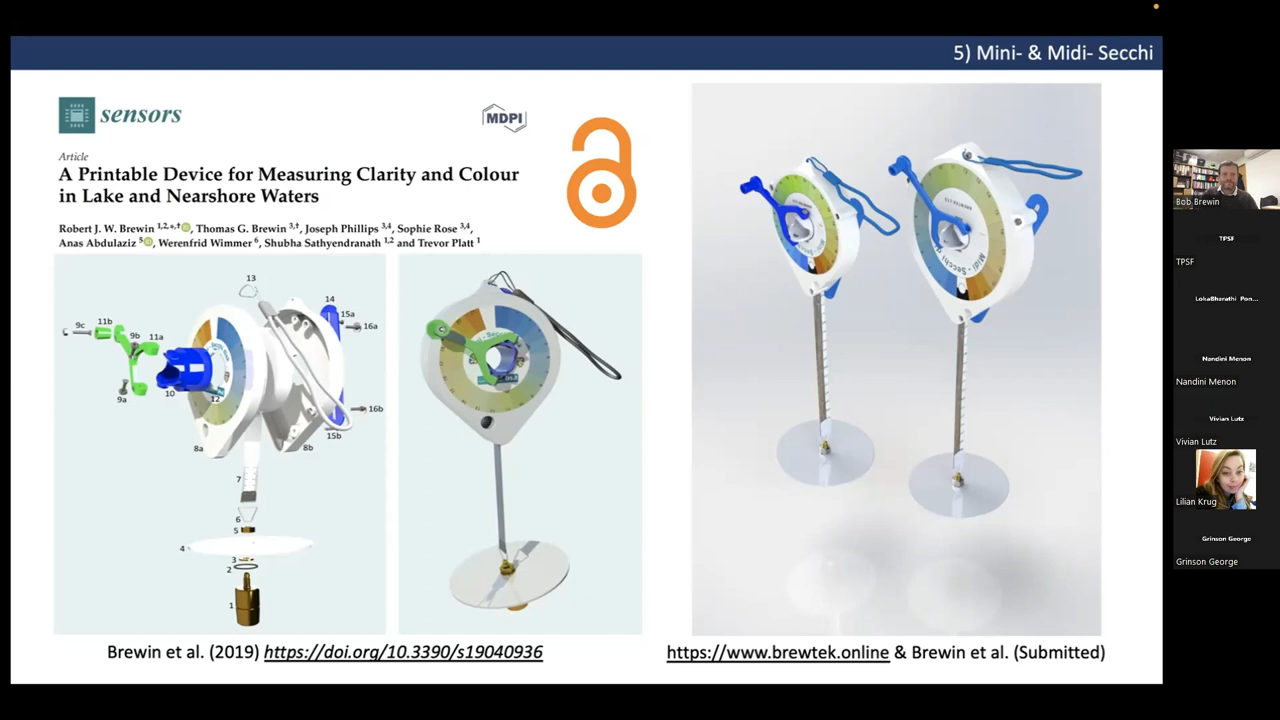 5) Mini- & Midi- Secchi
sensors
MDPI
Article
A Printable Device for Measuring Clarity and Colour
in Lake and Nearshore Waters
Robert J. W. Brewin 1,2,*,†, Thomas G. Brewin 3,†, Joseph Phillips 3,4, Sophie Rose 3,4,
Anas Abdulaziz 5, Werenfrid Wimmer 6, Shubha Sathyendranath 1,2 and Trevor Platt 1
13
14
15a
16a
9c
11b
9b
11a
9a
10
12
16b
15b
8a
8b
7
6
5
4
3
2
1
Midi-Secchi
Brewin et al. (2019) https://doi.org/10.3390/s19040936
https://www.brewtek.online & Brewin et al. (Submitted)
Bob Brewin
TPSF
TPSF
LokaBharathi Pon...
Nandini Menon
Nandini Menon
Vivian Lutz
Vivian Lutz
Lilian Krug
Grinson George
Grinson George